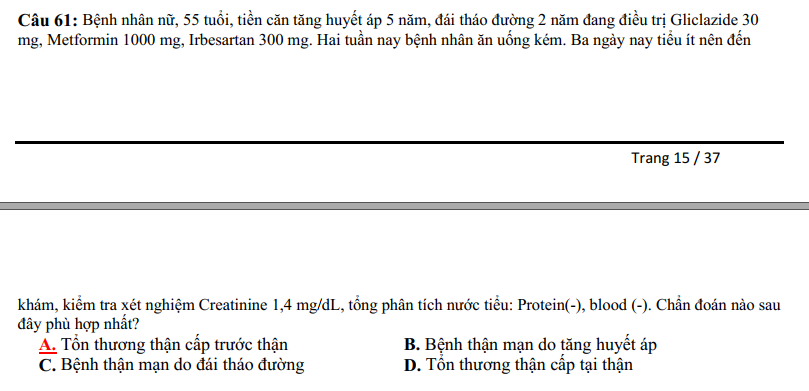 Câu 61: Bệnh nhân nữ, 55 tuổi, tiền căn tăng huyết áp 5 năm, đái tháo đường 2 năm đang điều trị Gliclazide 30
mg, Metformin 1000 mg, Irbesartan 300 mg. Hai tuần nay bệnh nhân ăn uống kém. Ba ngày nay tiểu ít nên đến
Trang 15 / 37
khám, kiểm tra xét nghiệm Creatinine 1,4 mg/dL, tổng phân tích nước tiểu: Protein(-), blood (-). Chẩn đoán nào sau
đây phù hợp nhất?
A. Tổn thương thận cấp trước thận B. Bệnh thận mạn do tăng huyết áp
C. Bệnh thận mạn do đái tháo đường D. Tổn thương thận cấp tại thận